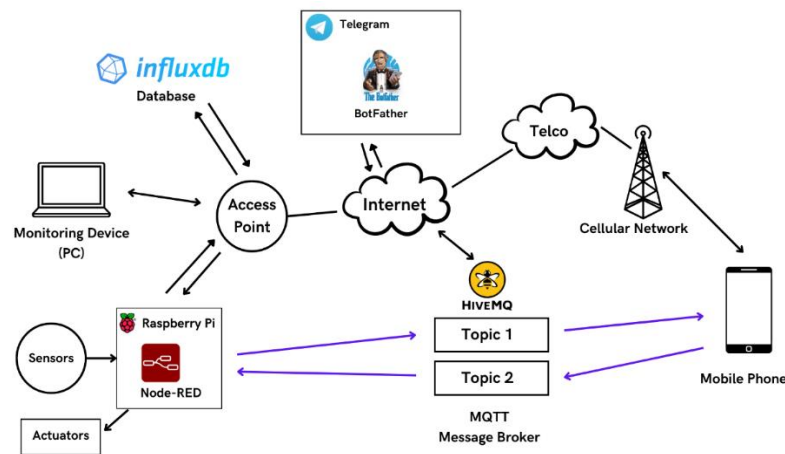 Telegram
The Botfather
BotFather
influxdb
Database
Telco
Access
Point
Internet
Monitoring Device
(PC)
Cellular Network
HIVEMQ
Raspberry Pi
Topic 1
Sensors
Node-RED
Topic 2
Mobile Phone
Actuators
MQTT
Message Broker